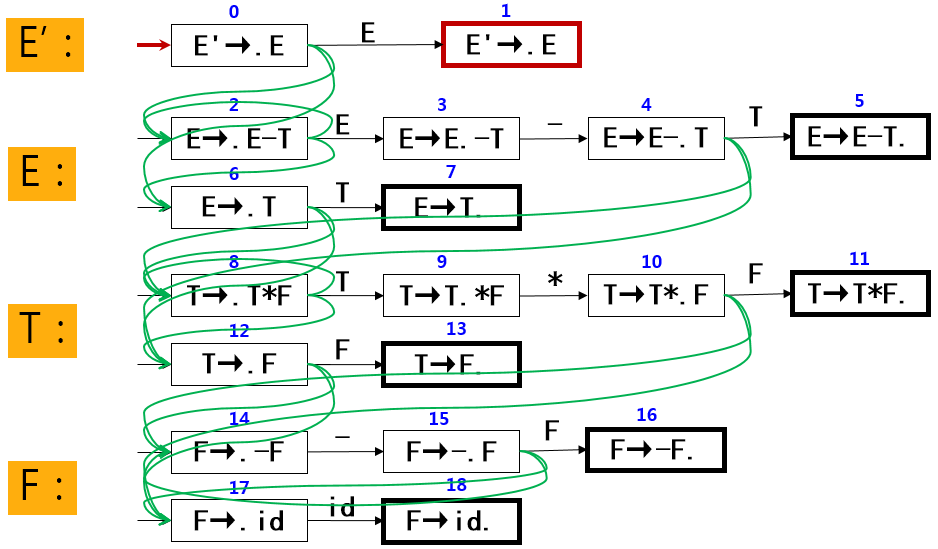 0 1
E′ : E'→.E E E'→.E
2 3 4 5
E→.E−T E E→E.−T − E→E−.T T E→E−T.
E :
6 7
E→.T T E→T.
8 9 10 11
T→.T*F T T→T.*F * T→T*.F F T→T*F.
T :
12 13
T→.F F T→F.
14 15 16
F→.−F − F→−.F F F→−F.
F :
17 18
F→.id id F→id.